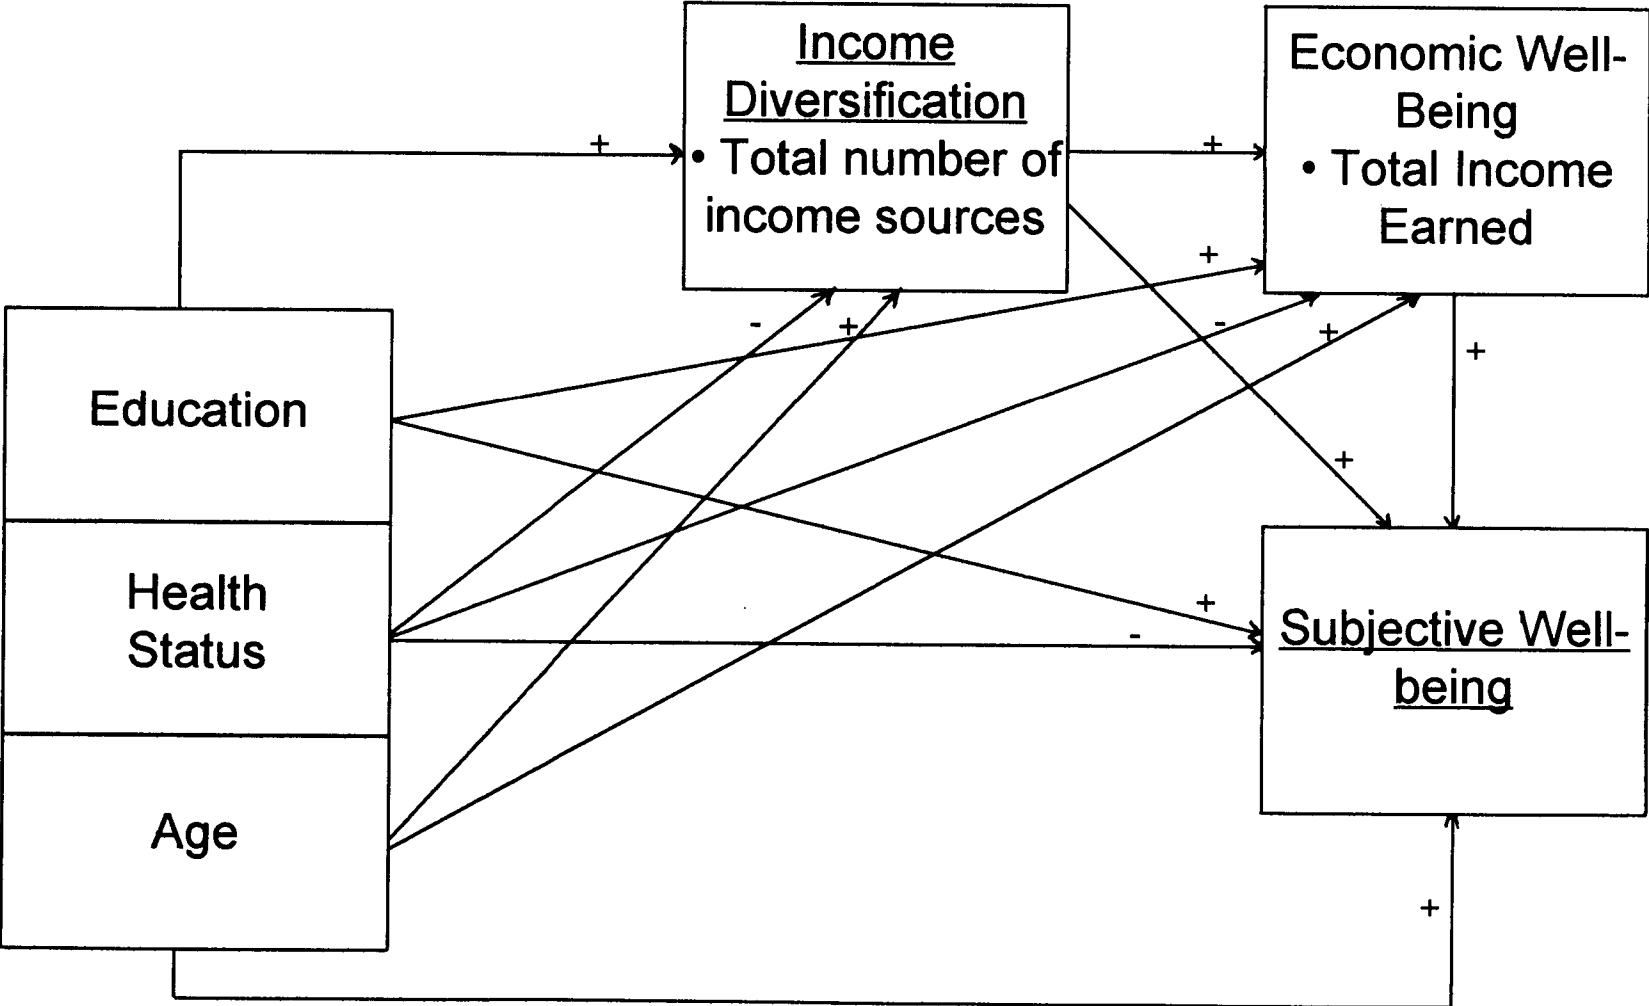 Income
Diversification
• Total number of
income sources
Economic Well-
Being
• Total Income
Earned
+
+
+
-
+
-
+
+
Education
+
Health
Status
+
-
Subjective Well-
being
Age
+